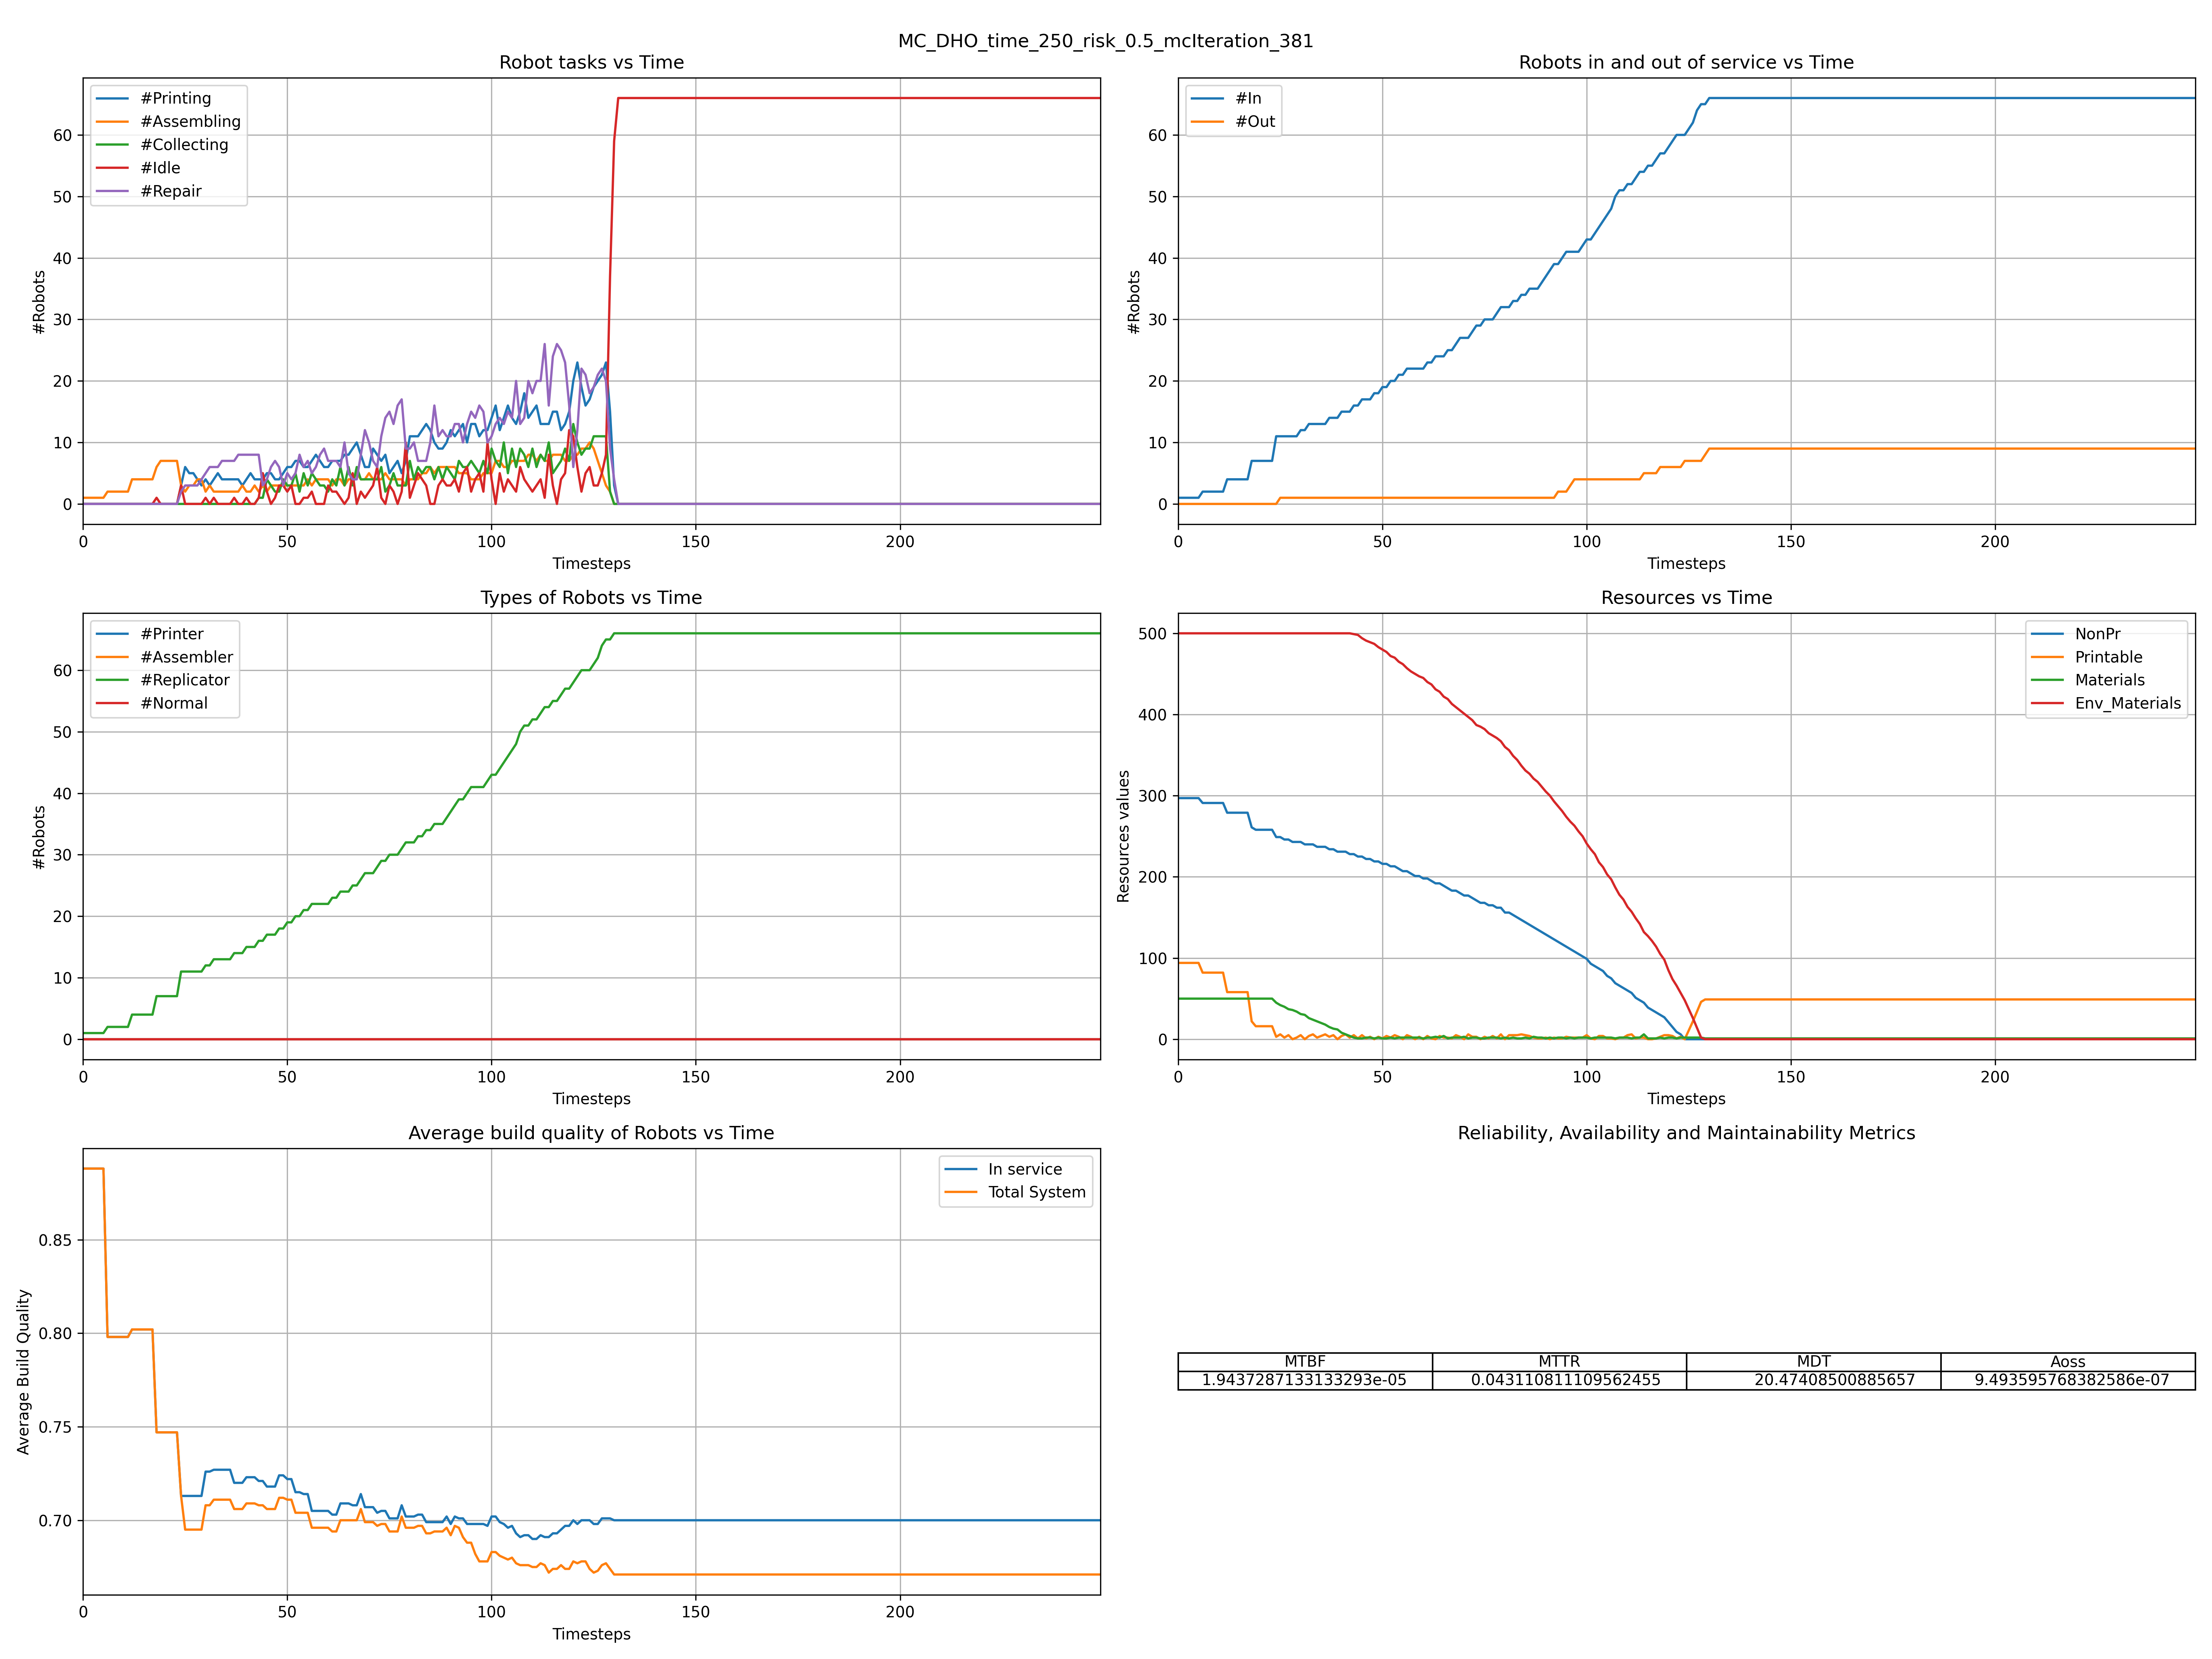 MC_DHO_time_250_risk_0.5_mcIteration_381
Robot tasks vs Time
#Printing
#Assembling
#Collecting
#Idle
#Repair
#Robots
60
50
40
30
20
10
0
0 50 100 150 200
Timesteps
Robots in and out of service vs Time
#In
#Out
#Robots
60
50
40
30
20
10
0
0 50 100 150 200
Timesteps
Types of Robots vs Time
#Printer
#Assembler
#Replicator
#Normal
#Robots
60
50
40
30
20
10
0
0 50 100 150 200
Timesteps
Resources vs Time
NonPr
Printable
Materials
Env_Materials
Resources values
500
400
300
200
100
0
0 50 100 150 200
Timesteps
Average build quality of Robots vs Time
In service
Total System
Average Build Quality
0.85
0.80
0.75
0.70
0 50 100 150 200
Timesteps
Reliability, Availability and Maintainability Metrics
MTBF MTTR MDT Aoss
1.9437287133133293e-05 0.043110811109562455 20.47408500885657 9.493595768382586e-07